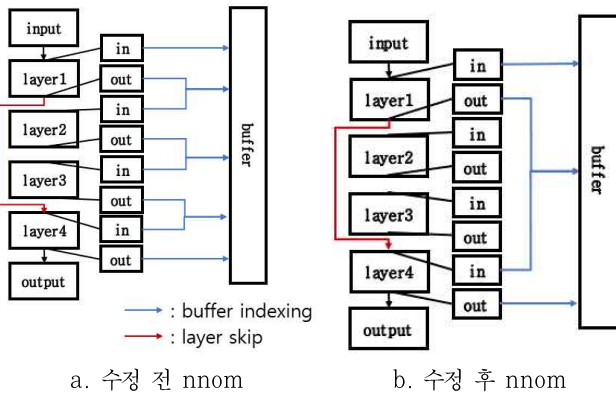 input
in
layer1
out
in
layer2
out
in
layer3
out
in
layer4
out
output
buffer
: buffer indexing
: layer skip
a. 수정 전 nnom
input
in
layer1
out
in
layer2
out
in
layer3
out
in
layer4
out
output
buffer
b. 수정 후 nnom